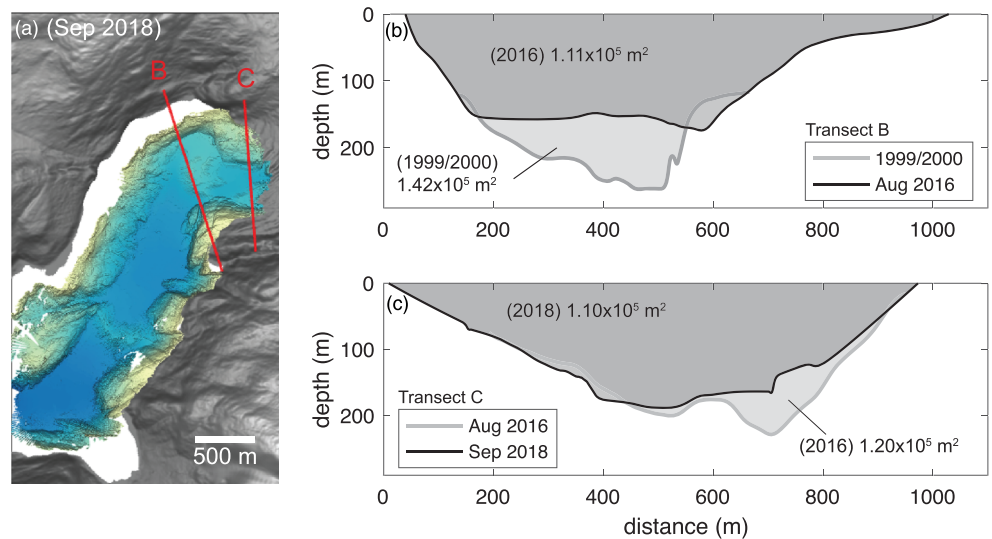 (a) (Sep 2018)
B
C
500 m
(b)
0
100
200
depth (m)
(2016) 1.11x10⁵ m²
(1999/2000)
1.42x10⁵ m²
Transect B
1999/2000
Aug 2016
0 200 400 600 800 1000
(c)
0
100
200
depth (m)
(2018) 1.10x10⁵ m²
Transect C
Aug 2016
Sep 2018
(2016) 1.20x10⁵ m²
0 200 400 600 800 1000
distance (m)